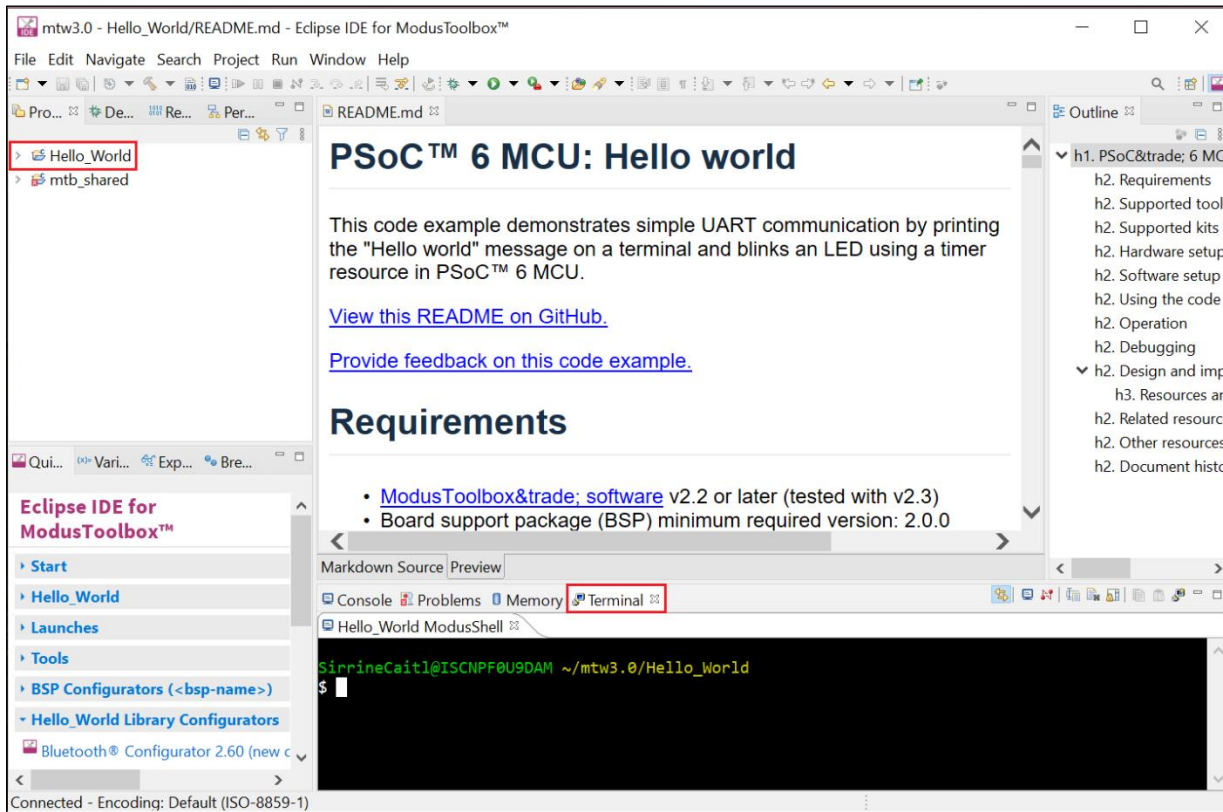 mtw3.0 - Hello_World/README.md - Eclipse IDE for ModusToolbox™
File Edit Navigate Search Project Run Window Help
Pro... De... Re... Per...
README.md
Outline
Hello_World
mtb_shared
PSoC™ 6 MCU: Hello world
This code example demonstrates simple UART communication by printing
the "Hello world" message on a terminal and blinks an LED using a timer
resource in PSoC™ 6 MCU.
View this README on GitHub.
Provide feedback on this code example.
Requirements
• ModusToolbox&trade; software v2.2 or later (tested with v2.3)
• Board support package (BSP) minimum required version: 2.0.0
Markdown Source Preview
h1. PSoC&trade; 6 MC
h2. Requirements
h2. Supported tool
h2. Supported kits
h2. Hardware setup
h2. Software setup
h2. Using the code
h2. Operation
h2. Debugging
h2. Design and imp
h3. Resources ar
h2. Related resourc
h2. Other resources
h2. Document histo
Qui... Vari... Exp... Bre...
Eclipse IDE for
ModusToolbox™
Start
Hello_World
Launches
Tools
BSP Configurators (<bsp-name>)
Hello_World Library Configurators
Bluetooth® Configurator 2.60 (new c
Console Problems Memory Terminal
Hello_World ModusShell
SirrineCaitl@ISCNPF0U9DAM ~/mtw3.0/Hello_World
$
Connected - Encoding: Default (ISO-8859-1)